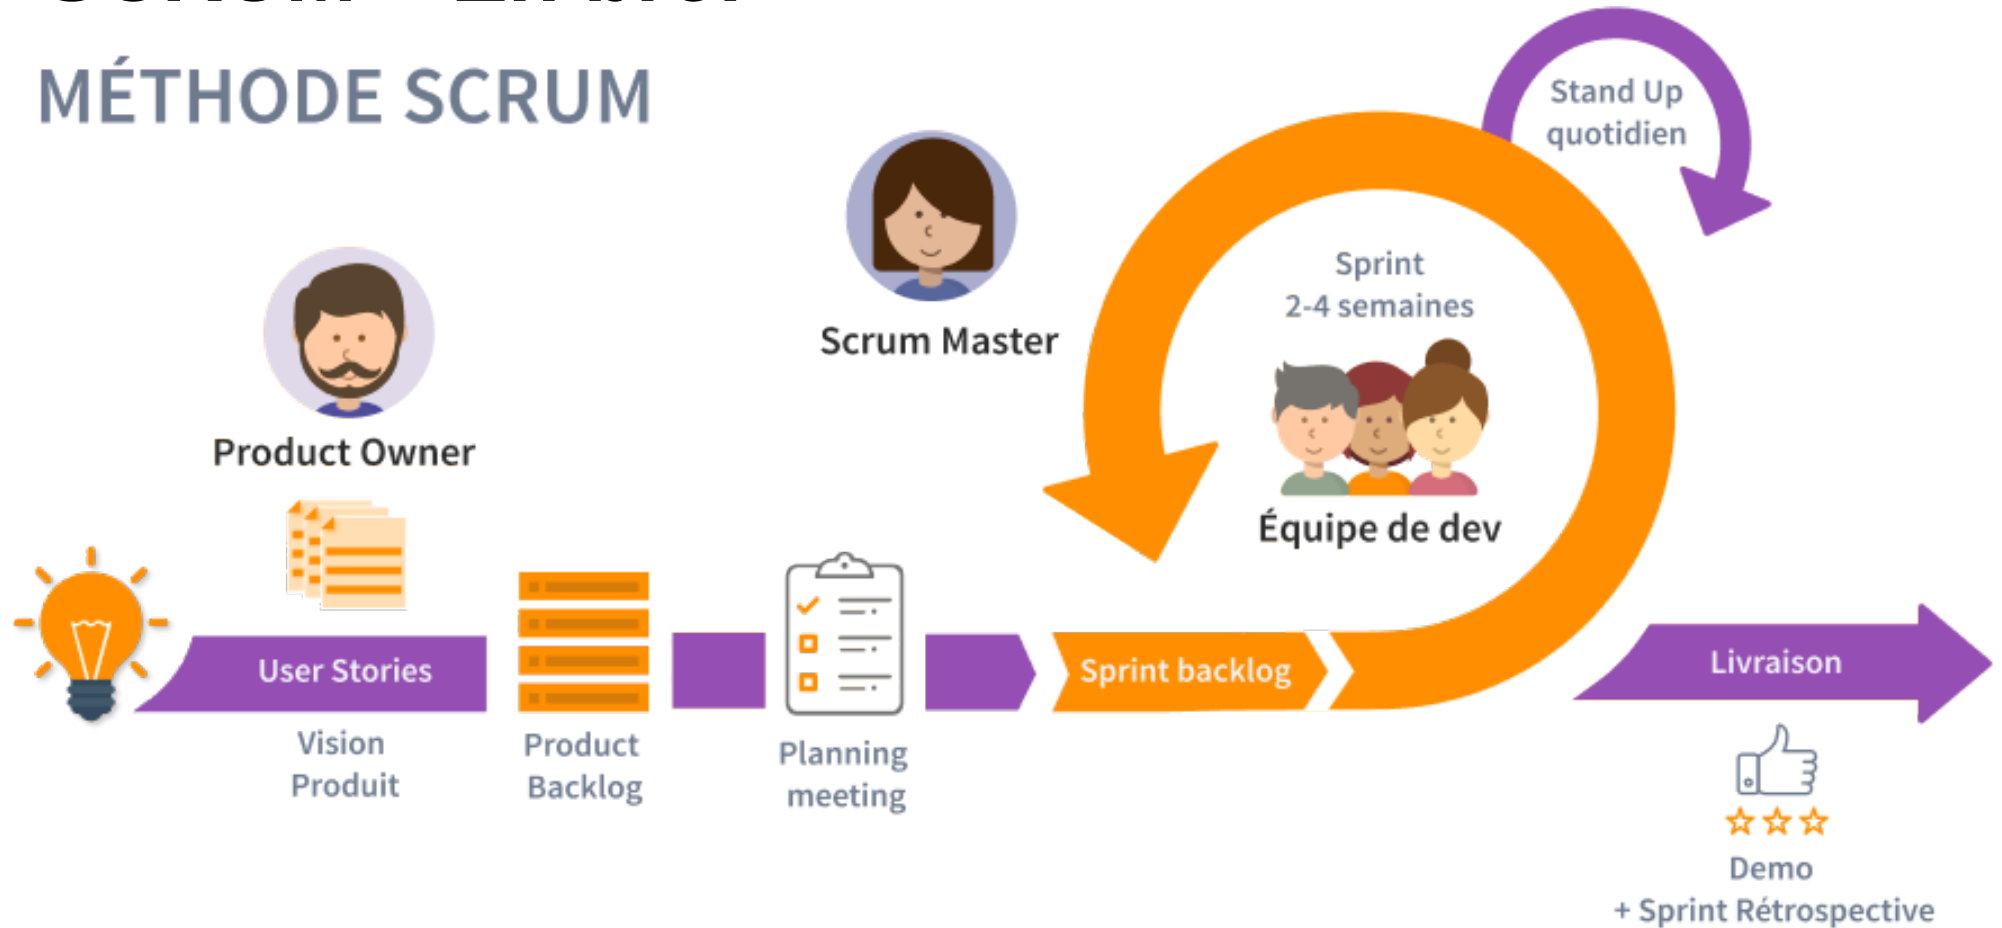 MÉTHODE SCRUM
Stand Up
quotidien
Sprint
2-4 semaines
Scrum Master
Product Owner
Équipe de dev
User Stories
Sprint backlog
Livraison
Vision
Produit
Product
Backlog
Planning
meeting
Demo
+ Sprint Rétrospective